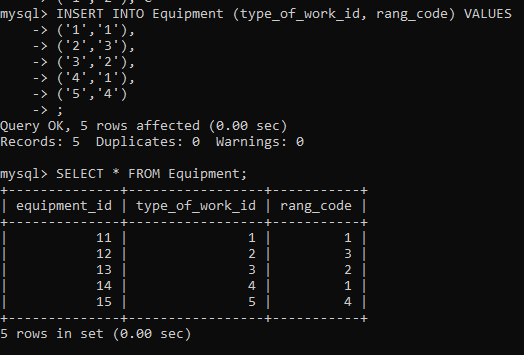 mysql> INSERT INTO Equipment (type_of_work_id, rang_code) VALUES
    -> ('1','1'),
    -> ('2','3'),
    -> ('3','2'),
    -> ('4','1'),
    -> ('5','4')
    -> ;
Query OK, 5 rows affected (0.00 sec)
Records: 5  Duplicates: 0  Warnings: 0

mysql> SELECT * FROM Equipment;
+--------------+-----------------+-----------+
| equipment_id | type_of_work_id | rang_code |
+--------------+-----------------+-----------+
|           11 |               1 |         1 |
|           12 |               2 |         3 |
|           13 |               3 |         2 |
|           14 |               4 |         1 |
|           15 |               5 |         4 |
+--------------+-----------------+-----------+
5 rows in set (0.00 sec)